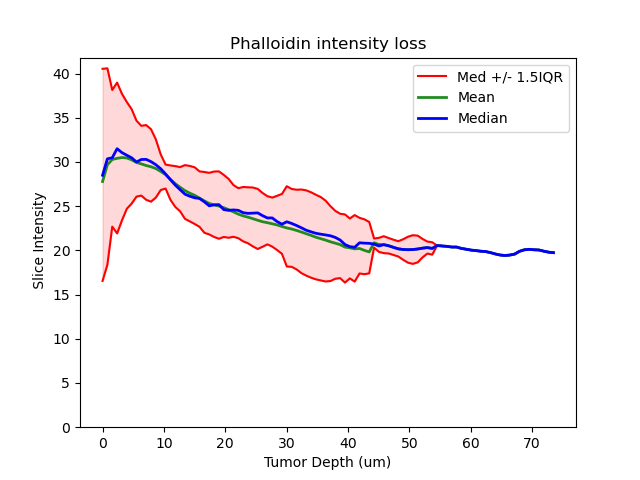 Phalloidin intensity loss
Med +/- 1.5IQR
Mean
Median
Slice Intensity
40
35
30
25
20
15
10
5
0
0 10 20 30 40 50 60 70
Tumor Depth (um)